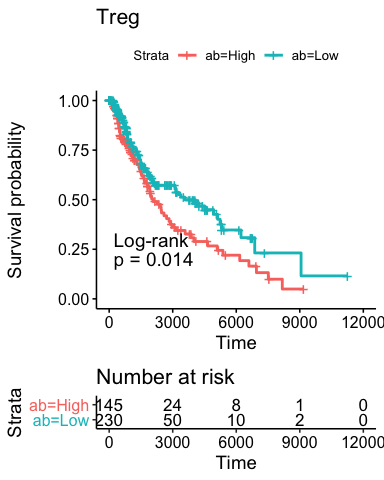 Treg
Strata ab=High ab=Low
1.00
0.75
0.50
0.25
0.00
Survival probability
Log-rank
p = 0.014
0 3000 6000 9000 12000
Time
Number at risk
Strata
ab=High 145 24 8 1 0
ab=Low 230 50 10 2 0
0 3000 6000 9000 12000
Time